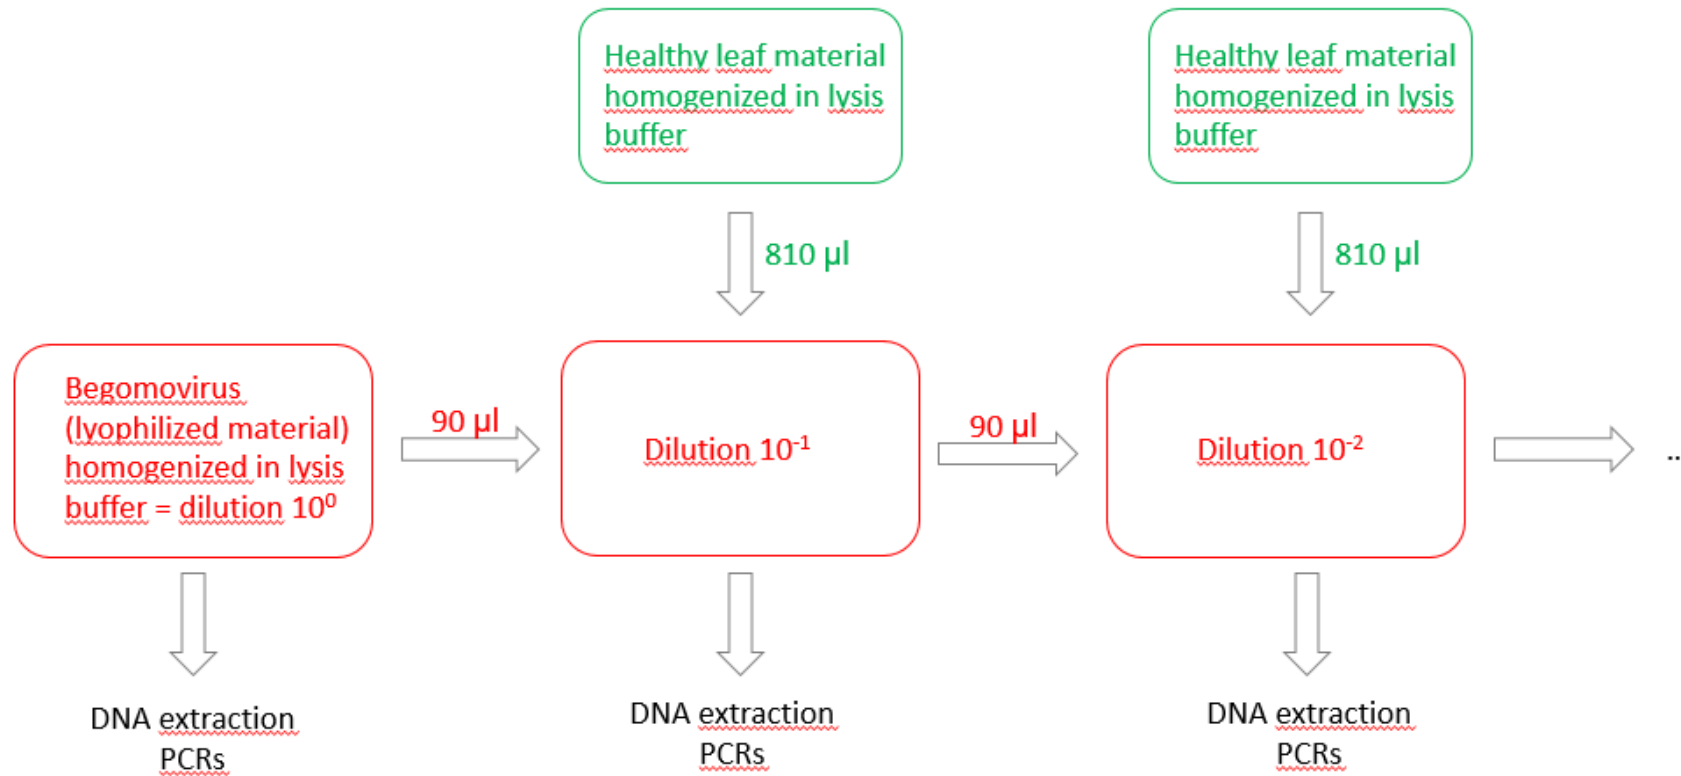 Healthy leaf material
homogenized in lysis
buffer
Healthy leaf material
homogenized in lysis
buffer
810 µl
810 µl
Begomovirus
(lyophilized material)
homogenized in lysis
buffer = dilution 10⁰
90 µl
Dilution 10⁻¹
90 µl
Dilution 10⁻²
..
DNA extraction
PCRs
DNA extraction
PCRs
DNA extraction
PCRs